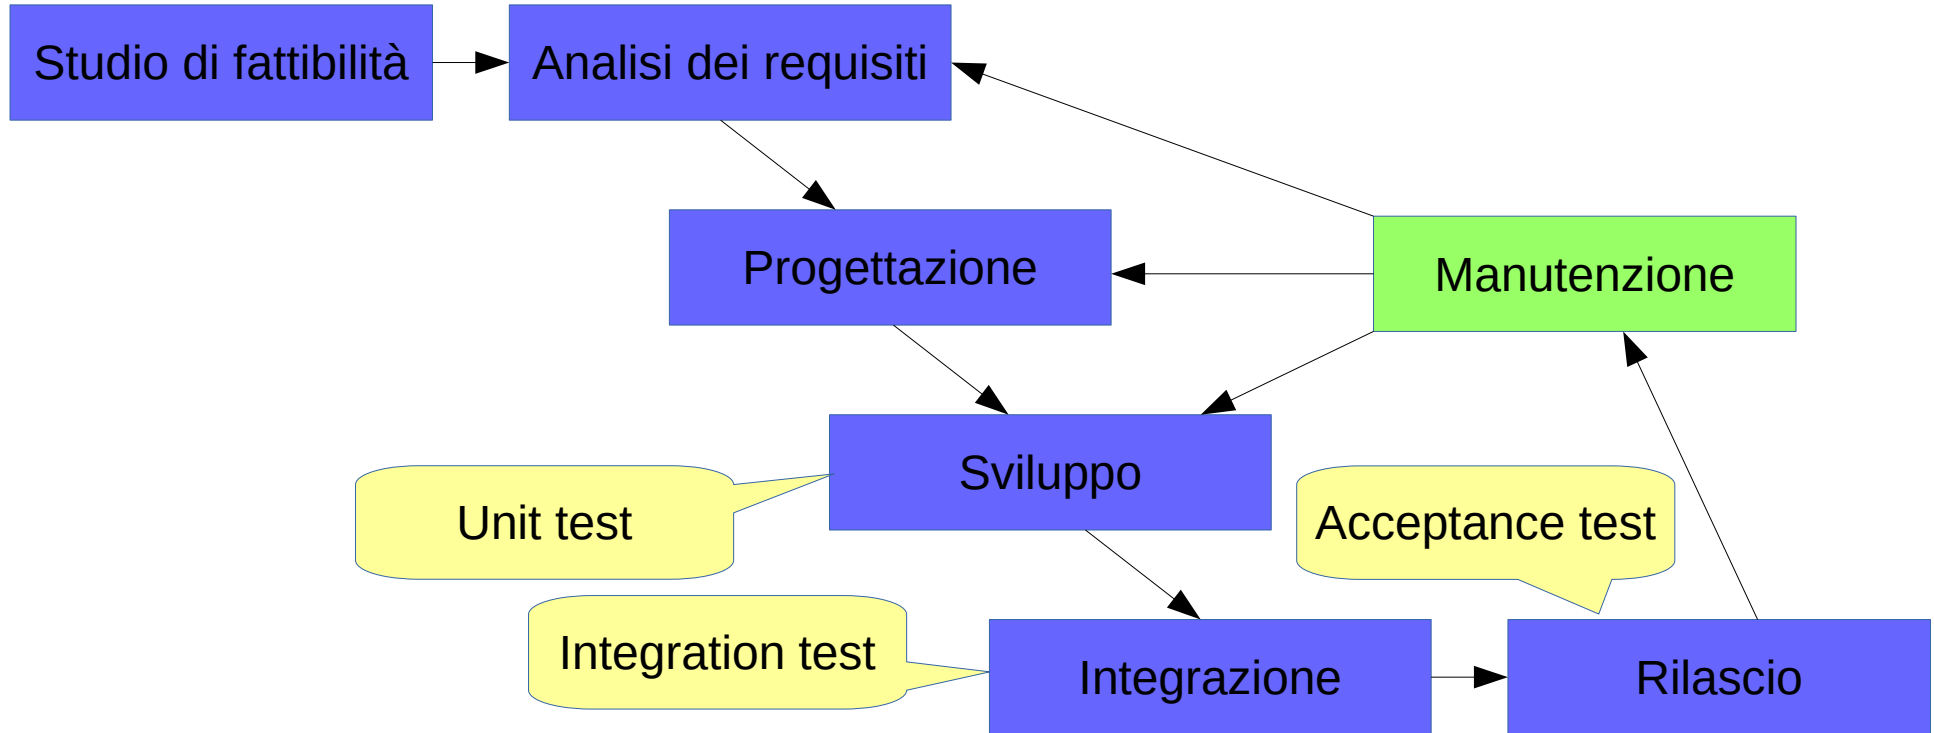 Studio di fattibilità
Analisi dei requisiti
Progettazione
Manutenzione
Sviluppo
Unit test
Acceptance test
Integration test
Integrazione
Rilascio